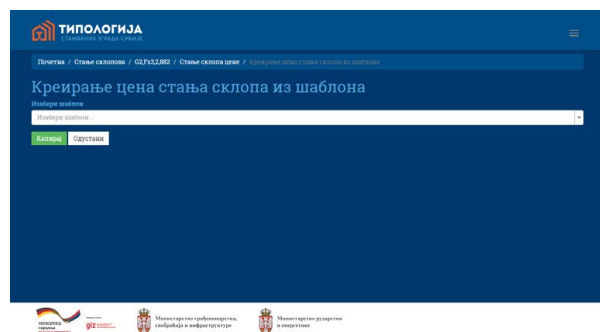 ТИПОЛОГИЈА
СТАМБЕНИХ ЗГРАДА СРБИЈЕ
Почетна / Стање склопова / G2,Fz3,2,882 / Стање склопа цене / Креирање цена стања склопа из шаблона
Креирање цена стања склопа из шаблона
Изабери шаблон
Изабери шаблон ..
Копирај Одустани
giz
Министарство грађевинарства,
саобраћаја и инфраструктуре
Министарство рударства
и енергетике